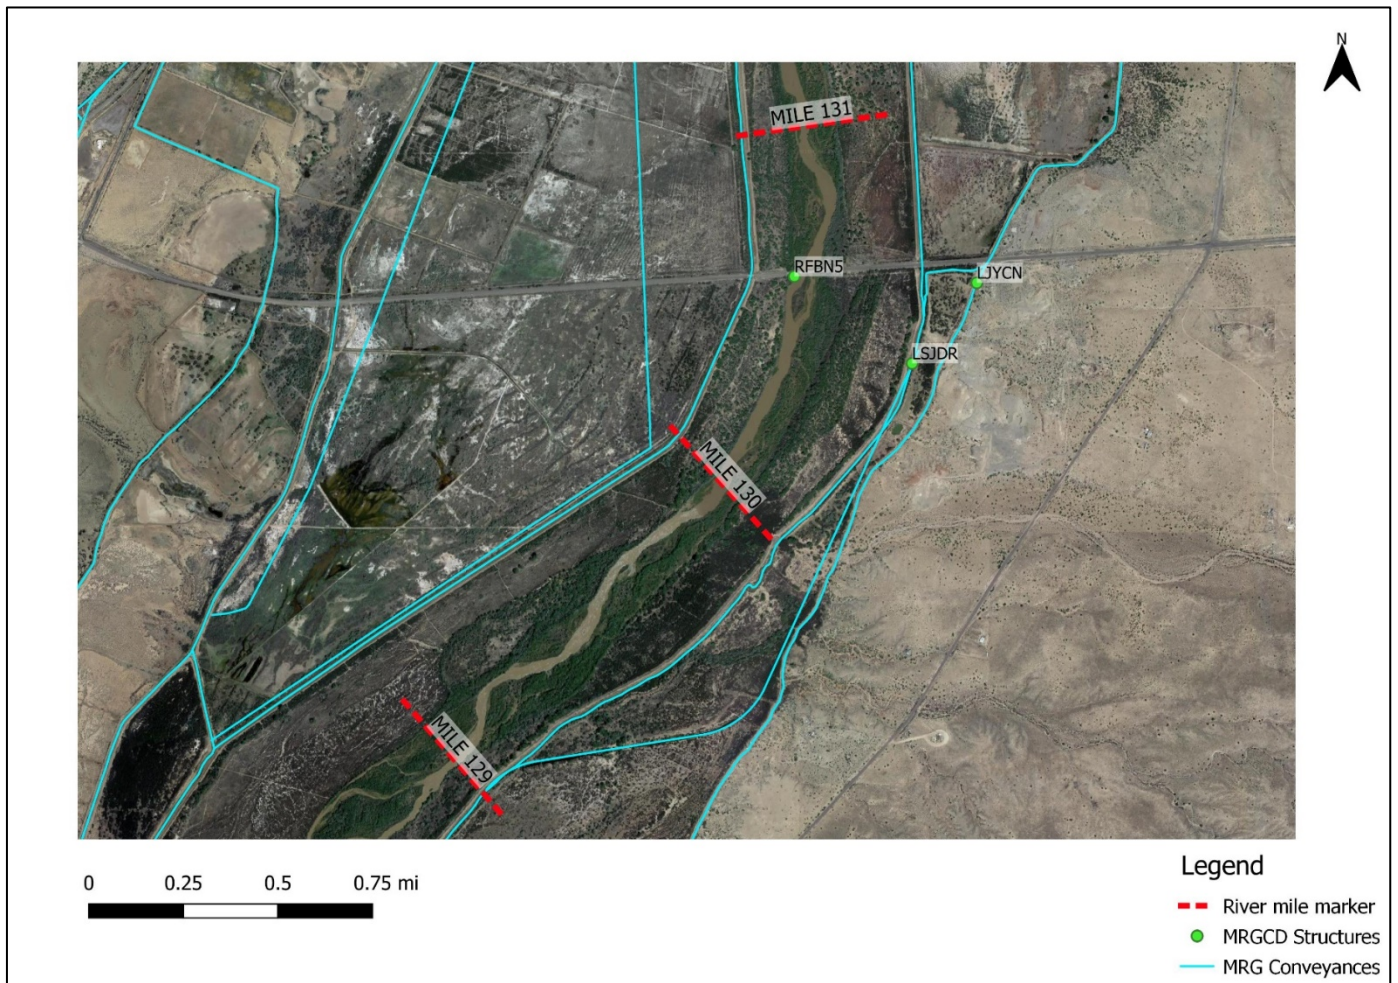 N
MILE 131
RFBN5
LJYCN
LSJDR
MILE 130
MILE 129
0 0.25 0.5 0.75 mi
Legend
River mile marker
MRGCD Structures
MRG Conveyances